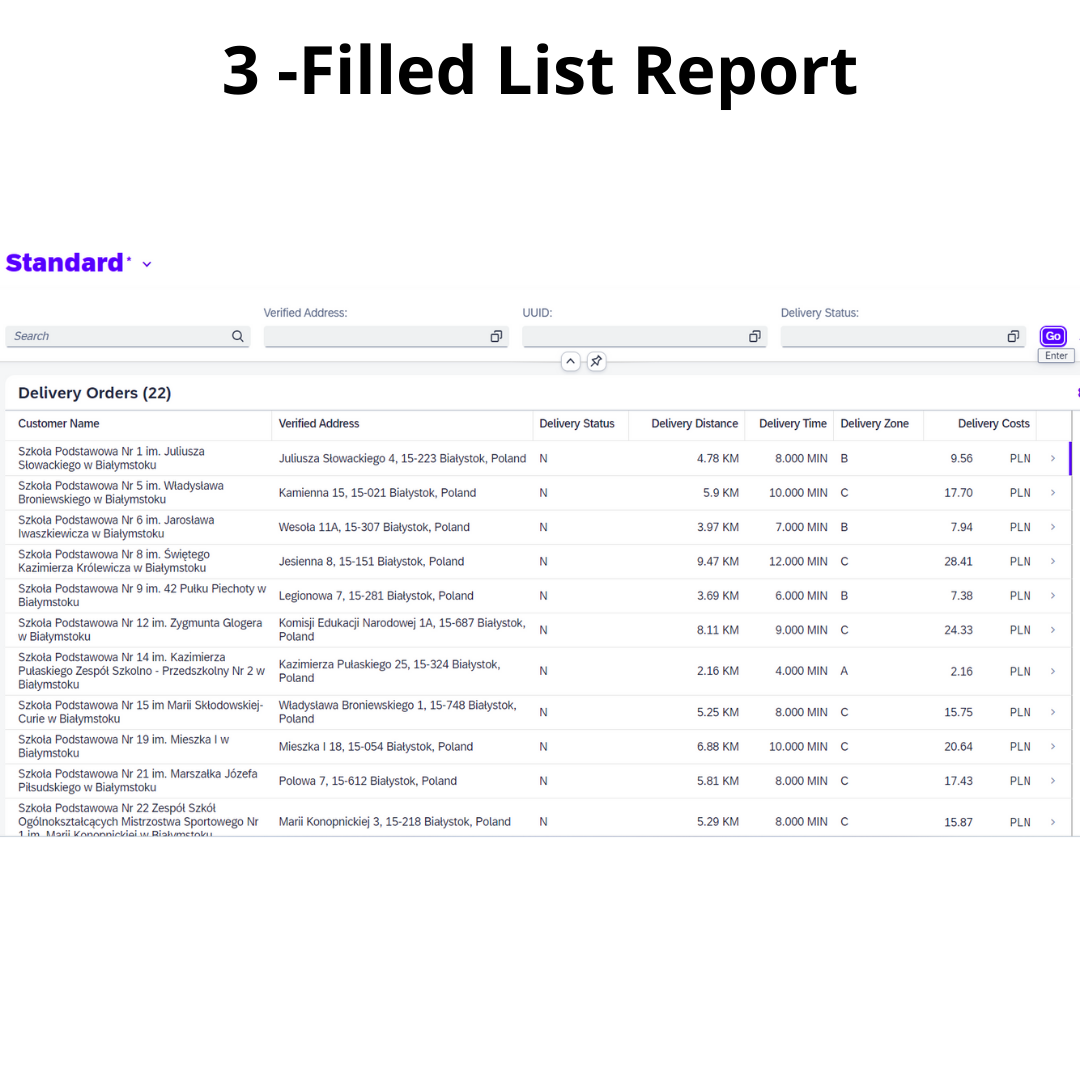 3 -Filled List Report
Standard*
Verified Address:
UUID:
Delivery Status:
Search
Go
Enter
Delivery Orders (22)
Customer Name Verified Address Delivery Status Delivery Distance Delivery Time Delivery Zone Delivery Costs
Szkoła Podstawowa Nr 1 im. Juliusza
Słowackiego w Białymstoku
Juliusza Słowackiego 4, 15-223 Białystok, Poland N 4.78 KM 8.000 MIN B 9.56 PLN
Szkoła Podstawowa Nr 5 im. Władysława
Broniewskiego w Białymstoku
Kamienna 15, 15-021 Białystok, Poland N 5.9 KM 10.000 MIN C 17.70 PLN
Szkoła Podstawowa Nr 6 im. Jarosława
Iwaszkiewicza w Białymstoku
Wesoła 11A, 15-307 Białystok, Poland N 3.97 KM 7.000 MIN B 7.94 PLN
Szkoła Podstawowa Nr 8 im. Świętego
Kazimierza Królewicza w Białymstoku
Jesienna 8, 15-151 Białystok, Poland N 9.47 KM 12.000 MIN C 28.41 PLN
Szkoła Podstawowa Nr 9 im. 42 Pułku Piechoty w
Białymstoku
Legionowa 7, 15-281 Białystok, Poland N 3.69 KM 6.000 MIN B 7.38 PLN
Szkoła Podstawowa Nr 12 im. Zygmunta Glogera
w Białymstoku
Komisji Edukacji Narodowej 1A, 15-687 Białystok,
Poland
N 8.11 KM 9.000 MIN C 24.33 PLN
Szkoła Podstawowa Nr 14 im. Kazimierza
Pułaskiego Zespół Szkolno - Przedszkolny Nr 2 w
Białymstoku
Kazimierza Pułaskiego 25, 15-324 Białystok,
Poland
N 2.16 KM 4.000 MIN A 2.16 PLN
Szkoła Podstawowa Nr 15 im Marii Skłodowskiej-
Curie w Białymstoku
Władysława Broniewskiego 1, 15-748 Białystok,
Poland
N 5.25 KM 8.000 MIN C 15.75 PLN
Szkoła Podstawowa Nr 19 im. Mieszka I w
Białymstoku
Mieszka I 18, 15-054 Białystok, Poland N 6.88 KM 10.000 MIN C 20.64 PLN
Szkoła Podstawowa Nr 21 im. Marszałka Józefa
Piłsudskiego w Białymstoku
Polowa 7, 15-612 Białystok, Poland N 5.81 KM 8.000 MIN C 17.43 PLN
Szkoła Podstawowa Nr 22 Zespół Szkół
Ogólnokształcących Mistrzostwa Sportowego Nr
1 im. Marii Konopnickiej w Białymstoku
Marii Konopnickiej 3, 15-218 Białystok, Poland N 5.29 KM 8.000 MIN C 15.87 PLN